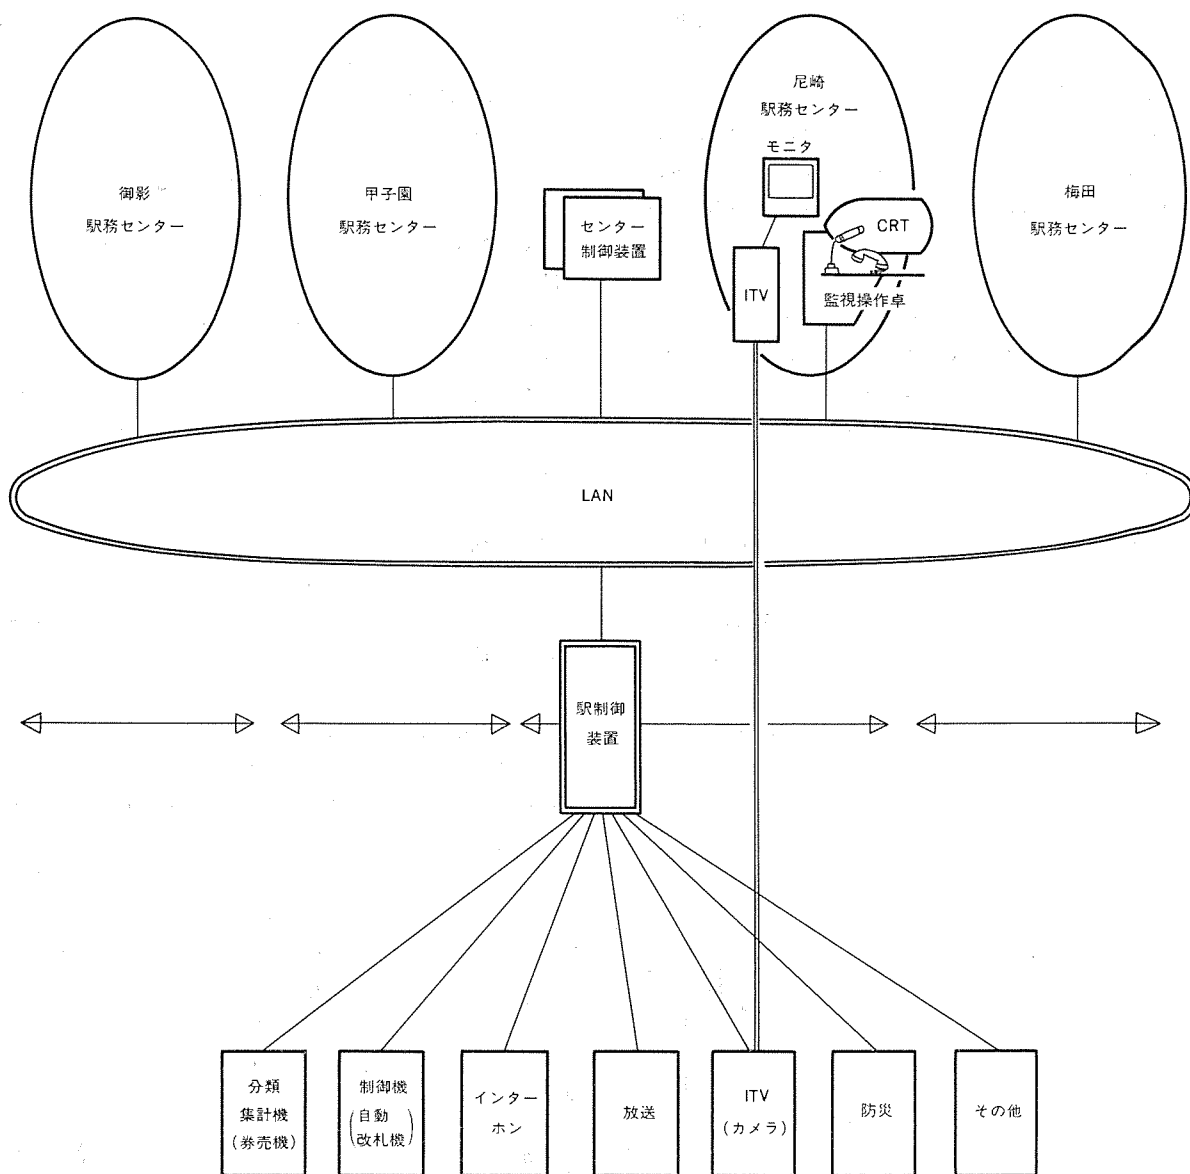 御影
駅務センター
甲子園
駅務センター
センター
制御装置
尼崎
駅務センター
モニタ
ITV
CRT
監視操作卓
梅田
駅務センター
LAN
駅制御
装置
分類
集計機
(券売機)
制御機
(自動
改札機)
インター
ホン
放送
ITV
(カメラ)
防災
その他